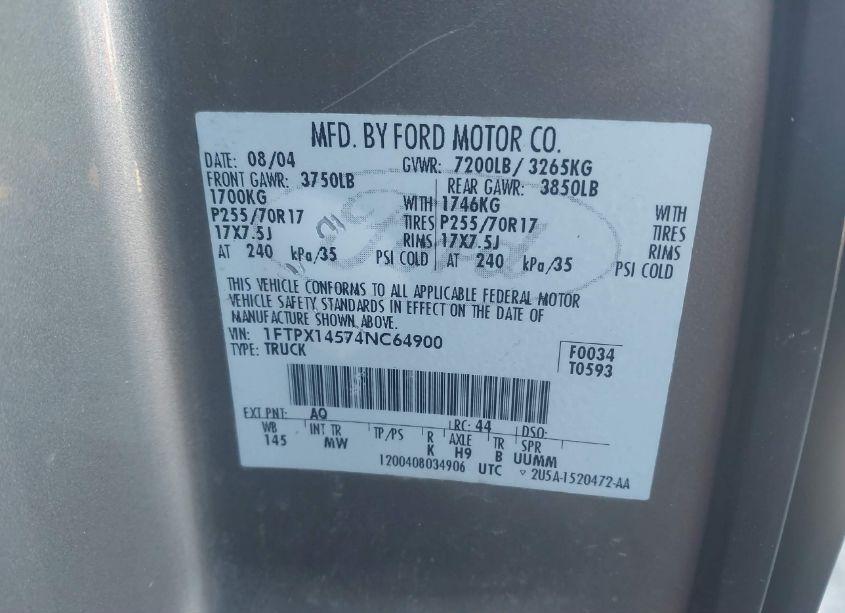 MFD. BY FORD MOTOR CO.
DATE: 08/04 GVWR: 7200LB/ 3265KG
FRONT GAWR: 3750LB REAR GAWR: 3850LB
1700KG WITH 1746KG WITH
P255/70R17 TIRES P255/70R17 TIRES
17X7.5J RIMS 17X7.5J RIMS
AT 240 kPa/35 PSI COLD AT 240 kPa/35 PSI COLD
THIS VEHICLE CONFORMS TO ALL APPLICABLE FEDERAL MOTOR
VEHICLE SAFETY STANDARDS IN EFFECT ON THE DATE OF
MANUFACTURE SHOWN ABOVE.
VIN: 1FTPX14574NC64900
TYPE: TRUCK
F0034
T0593
EXT PNT: AQ RC: 44 DSO:
WB INT TR TP/PS R AXLE TR SPR
145 MW K H9 B UUMM
1200408034906 UTC ▽ 2U5A-1520472-AA
Ford